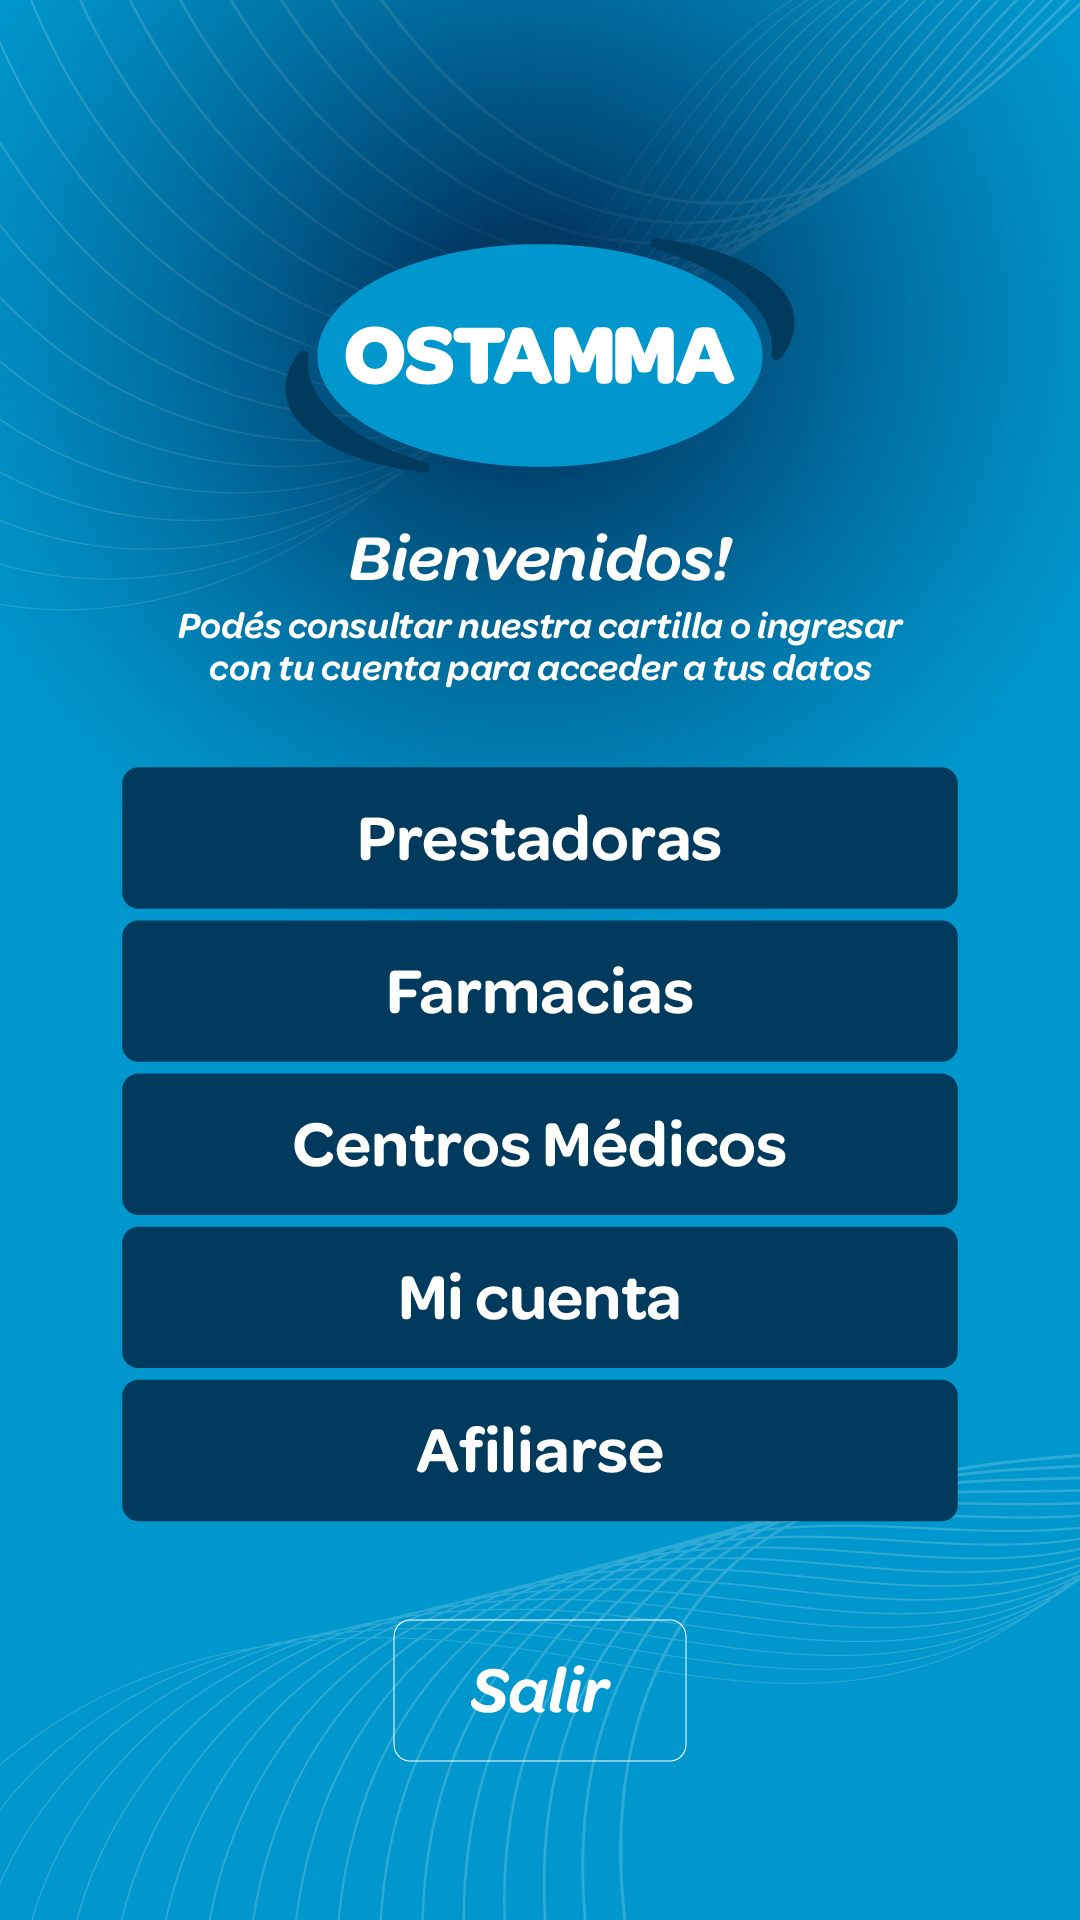 OSTAMMA
Bienvenidos!
Podés consultar nuestra cartilla o ingresar
con tu cuenta para acceder a tus datos
Prestadoras
Farmacias
Centros Médicos
Mi cuenta
Afiliarse
Salir